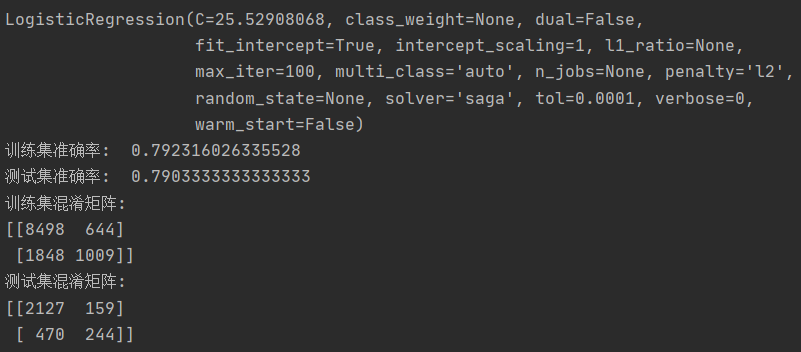 LogisticRegression(C=25.52908068, class_weight=None, dual=False,
                   fit_intercept=True, intercept_scaling=1, l1_ratio=None,
                   max_iter=100, multi_class='auto', n_jobs=None, penalty='l2',
                   random_state=None, solver='saga', tol=0.0001, verbose=0,
                   warm_start=False)
训练集准确率:  0.792316026335528
测试集准确率:  0.7903333333333333
训练集混淆矩阵:
[[8498  644]
 [1848 1009]]
测试集混淆矩阵:
[[2127  159]
 [ 470  244]]